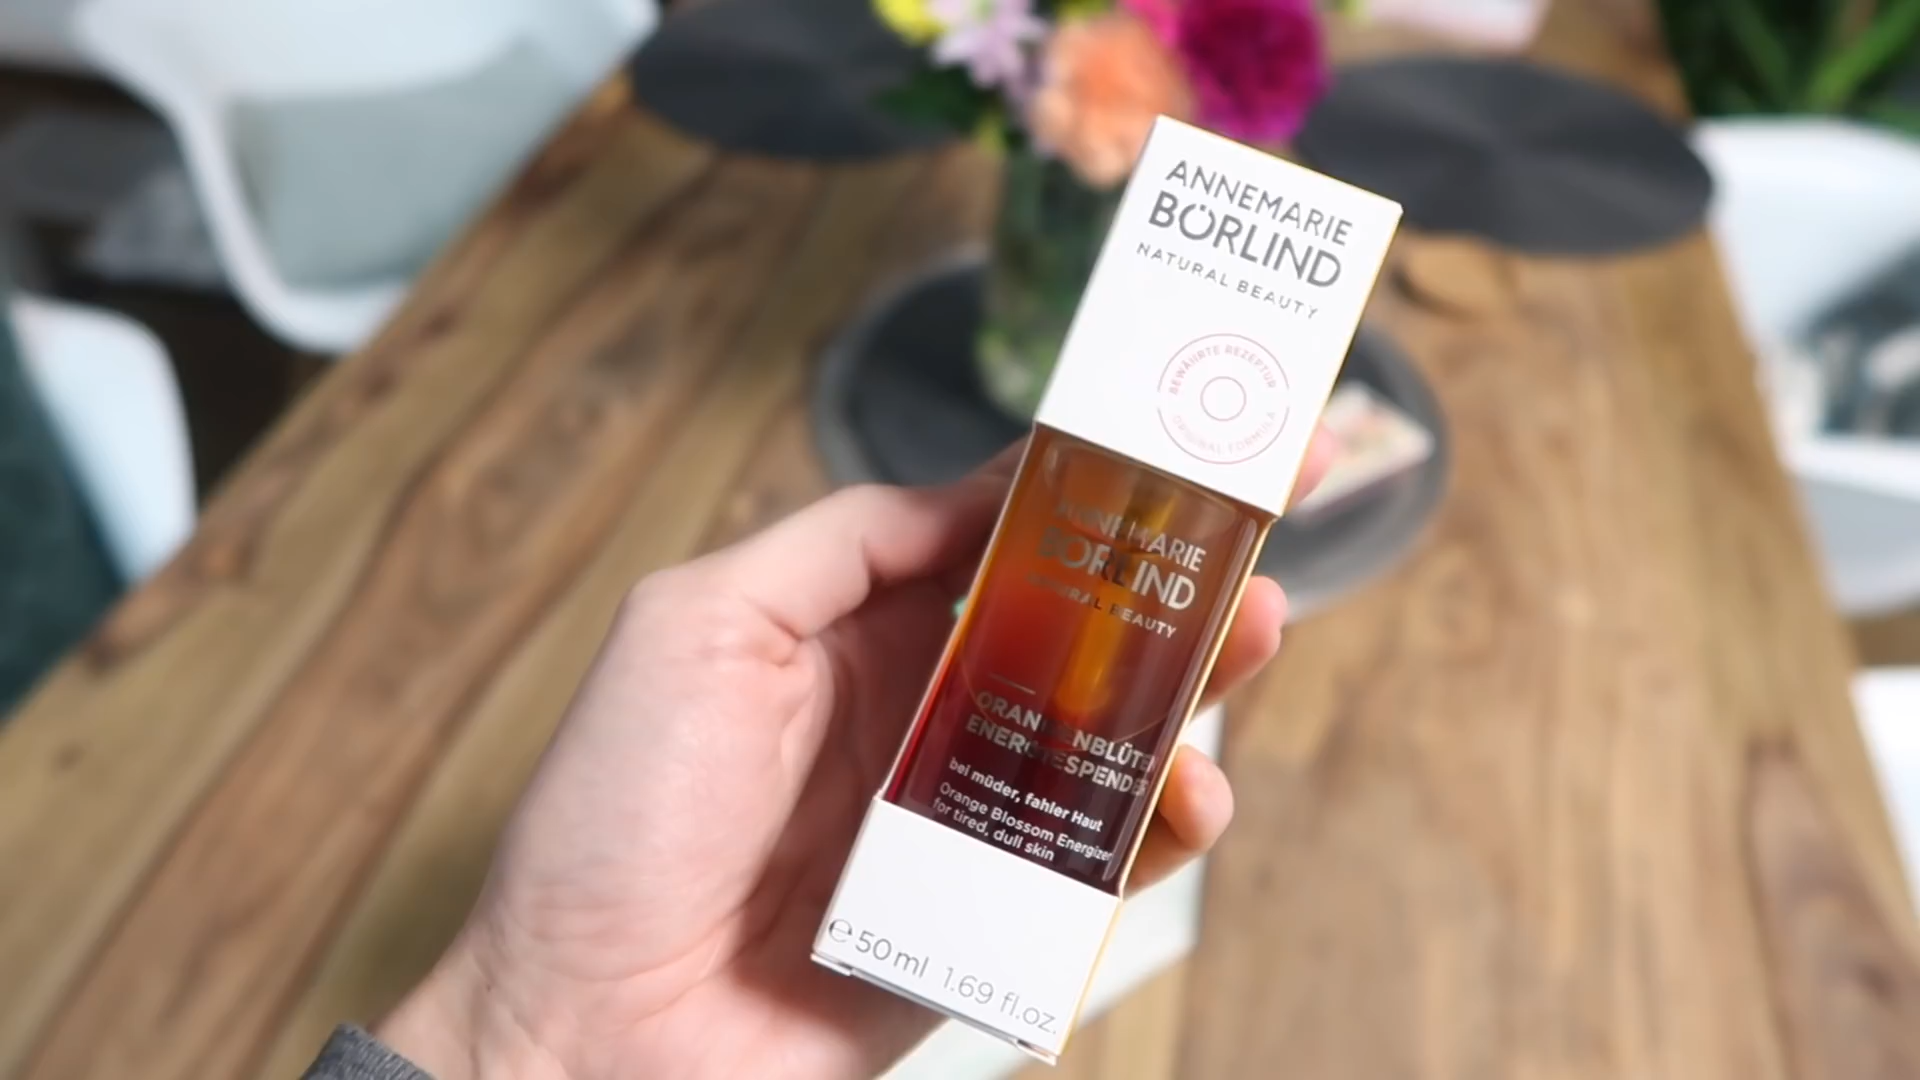 ANNEMARIE
BÖRLIND
NATURAL BEAUTY
BEWÄHRTE REZEPTUR
ORIGINAL FORMULA
ANNEMARIE
BÖRLIND
NATURAL BEAUTY
ORANGENBLÜTEN
ENERGIESPENDER
bei müder, fahler Haut
Orange Blossom Energizer
for tired, dull skin
℮ 50 ml 1.69 fl.oz.